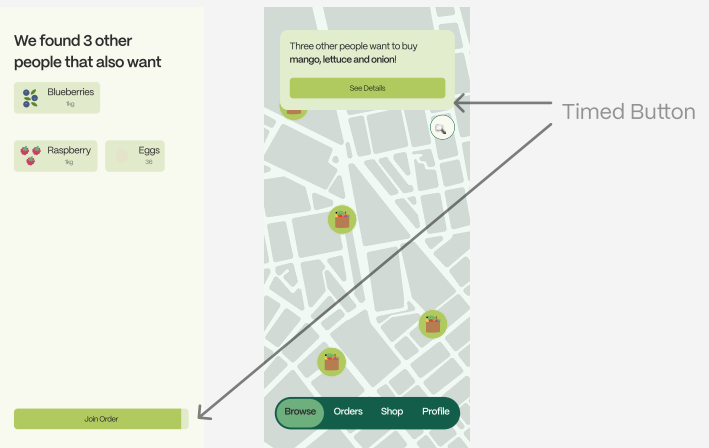 We found 3 other
people that also want
Blueberries
1kg
Raspberry
1kg
Eggs
36
Join Order
Three other people want to buy
mango, lettuce and onion!
See Details
Browse
Orders
Shop
Profile
Timed Button